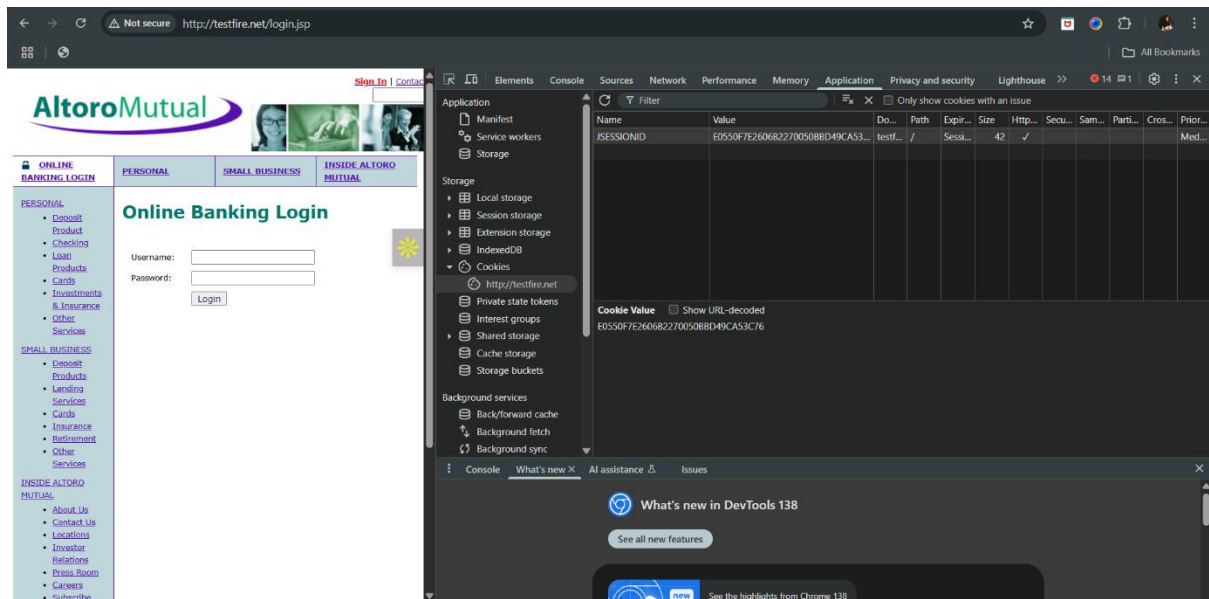 Not secure http://testfire.net/login.jsp
All Bookmarks
Sign In | Contac
AltoroMutual
ONLINE BANKING LOGIN
PERSONAL
SMALL BUSINESS
INSIDE ALTORO MUTUAL
PERSONAL
Deposit
Product
Checking
Loan
Products
Cards
Investments
& Insurance
Other
Services
SMALL BUSINESS
Deposit
Products
Lending
Services
Cards
Insurance
Retirement
Other
Services
INSIDE ALTORO
MUTUAL
About Us
Contact Us
Locations
Investor
Relations
Press Room
Careers
Subscribe
Online Banking Login
Username:
Password:
Login
Elements Console Sources Network Performance Memory Application Privacy and security Lighthouse 14 1
Application
Manifest
Service workers
Storage
Storage
Local storage
Session storage
Extension storage
IndexedDB
Cookies
http://testfire.net
Private state tokens
Interest groups
Shared storage
Cache storage
Storage buckets
Background services
Back/forward cache
Background fetch
Background sync
Filter Only show cookies with an issue
Name Value Do... Path Expir... Size Http... Secu... Sam... Parti... Cros... Prior...
JSESSIONID E0550F7E2606B2270050BBD49CA53... testf... / Sessi... 42 ✓ Med...
Cookie Value Show URL-decoded
E0550F7E2606B2270050BBD49CA53C76
Console What's new AI assistance Issues
What's new in DevTools 138
See all new features
new
See the highlights from Chrome 138